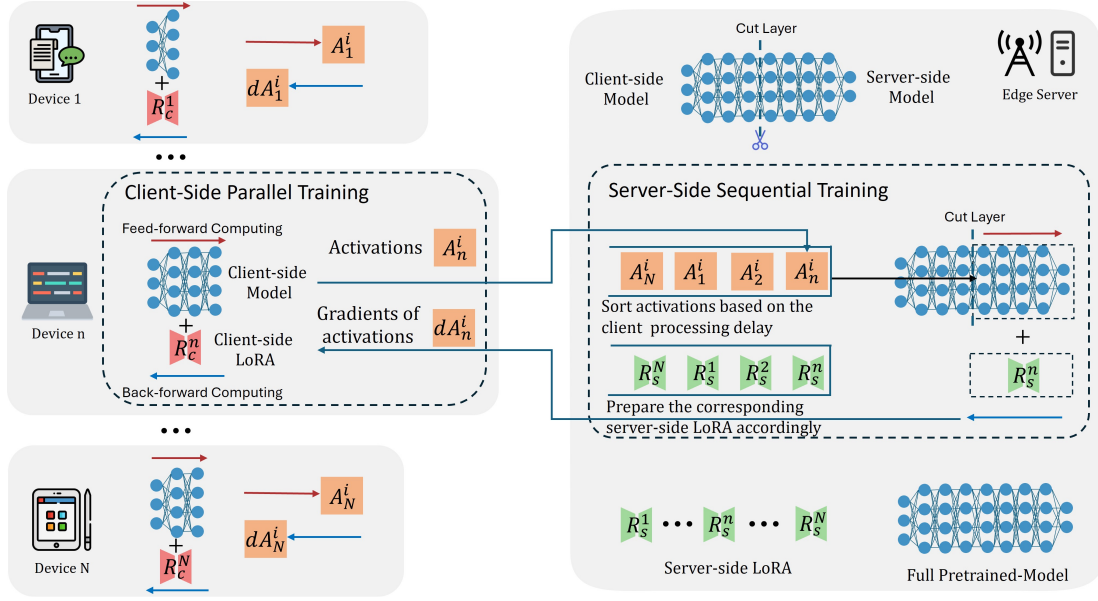 Device 1
+
R_c^1
A_1^i
dA_1^i
...
Client-Side Parallel Training
Feed-forward Computing
Activations A_n^i
Client-side
Model
Gradients of
activations
dA_n^i
+
R_c^n
Client-side
LoRA
Back-forward Computing
Device n
...
Device N
+
R_c^N
A_N^i
dA_N^i
Cut Layer
Client-side
Model
Server-side
Model
Edge Server
Server-Side Sequential Training
Cut Layer
A_N^i A_1^i A_2^i A_n^i
Sort activations based on the
client processing delay
R_s^N R_s^1 R_s^2 R_s^n
Prepare the corresponding
server-side LoRA accordingly
+
R_s^n
R_s^1 ... R_s^n ... R_s^N
Server-side LoRA
Full Pretrained-Model